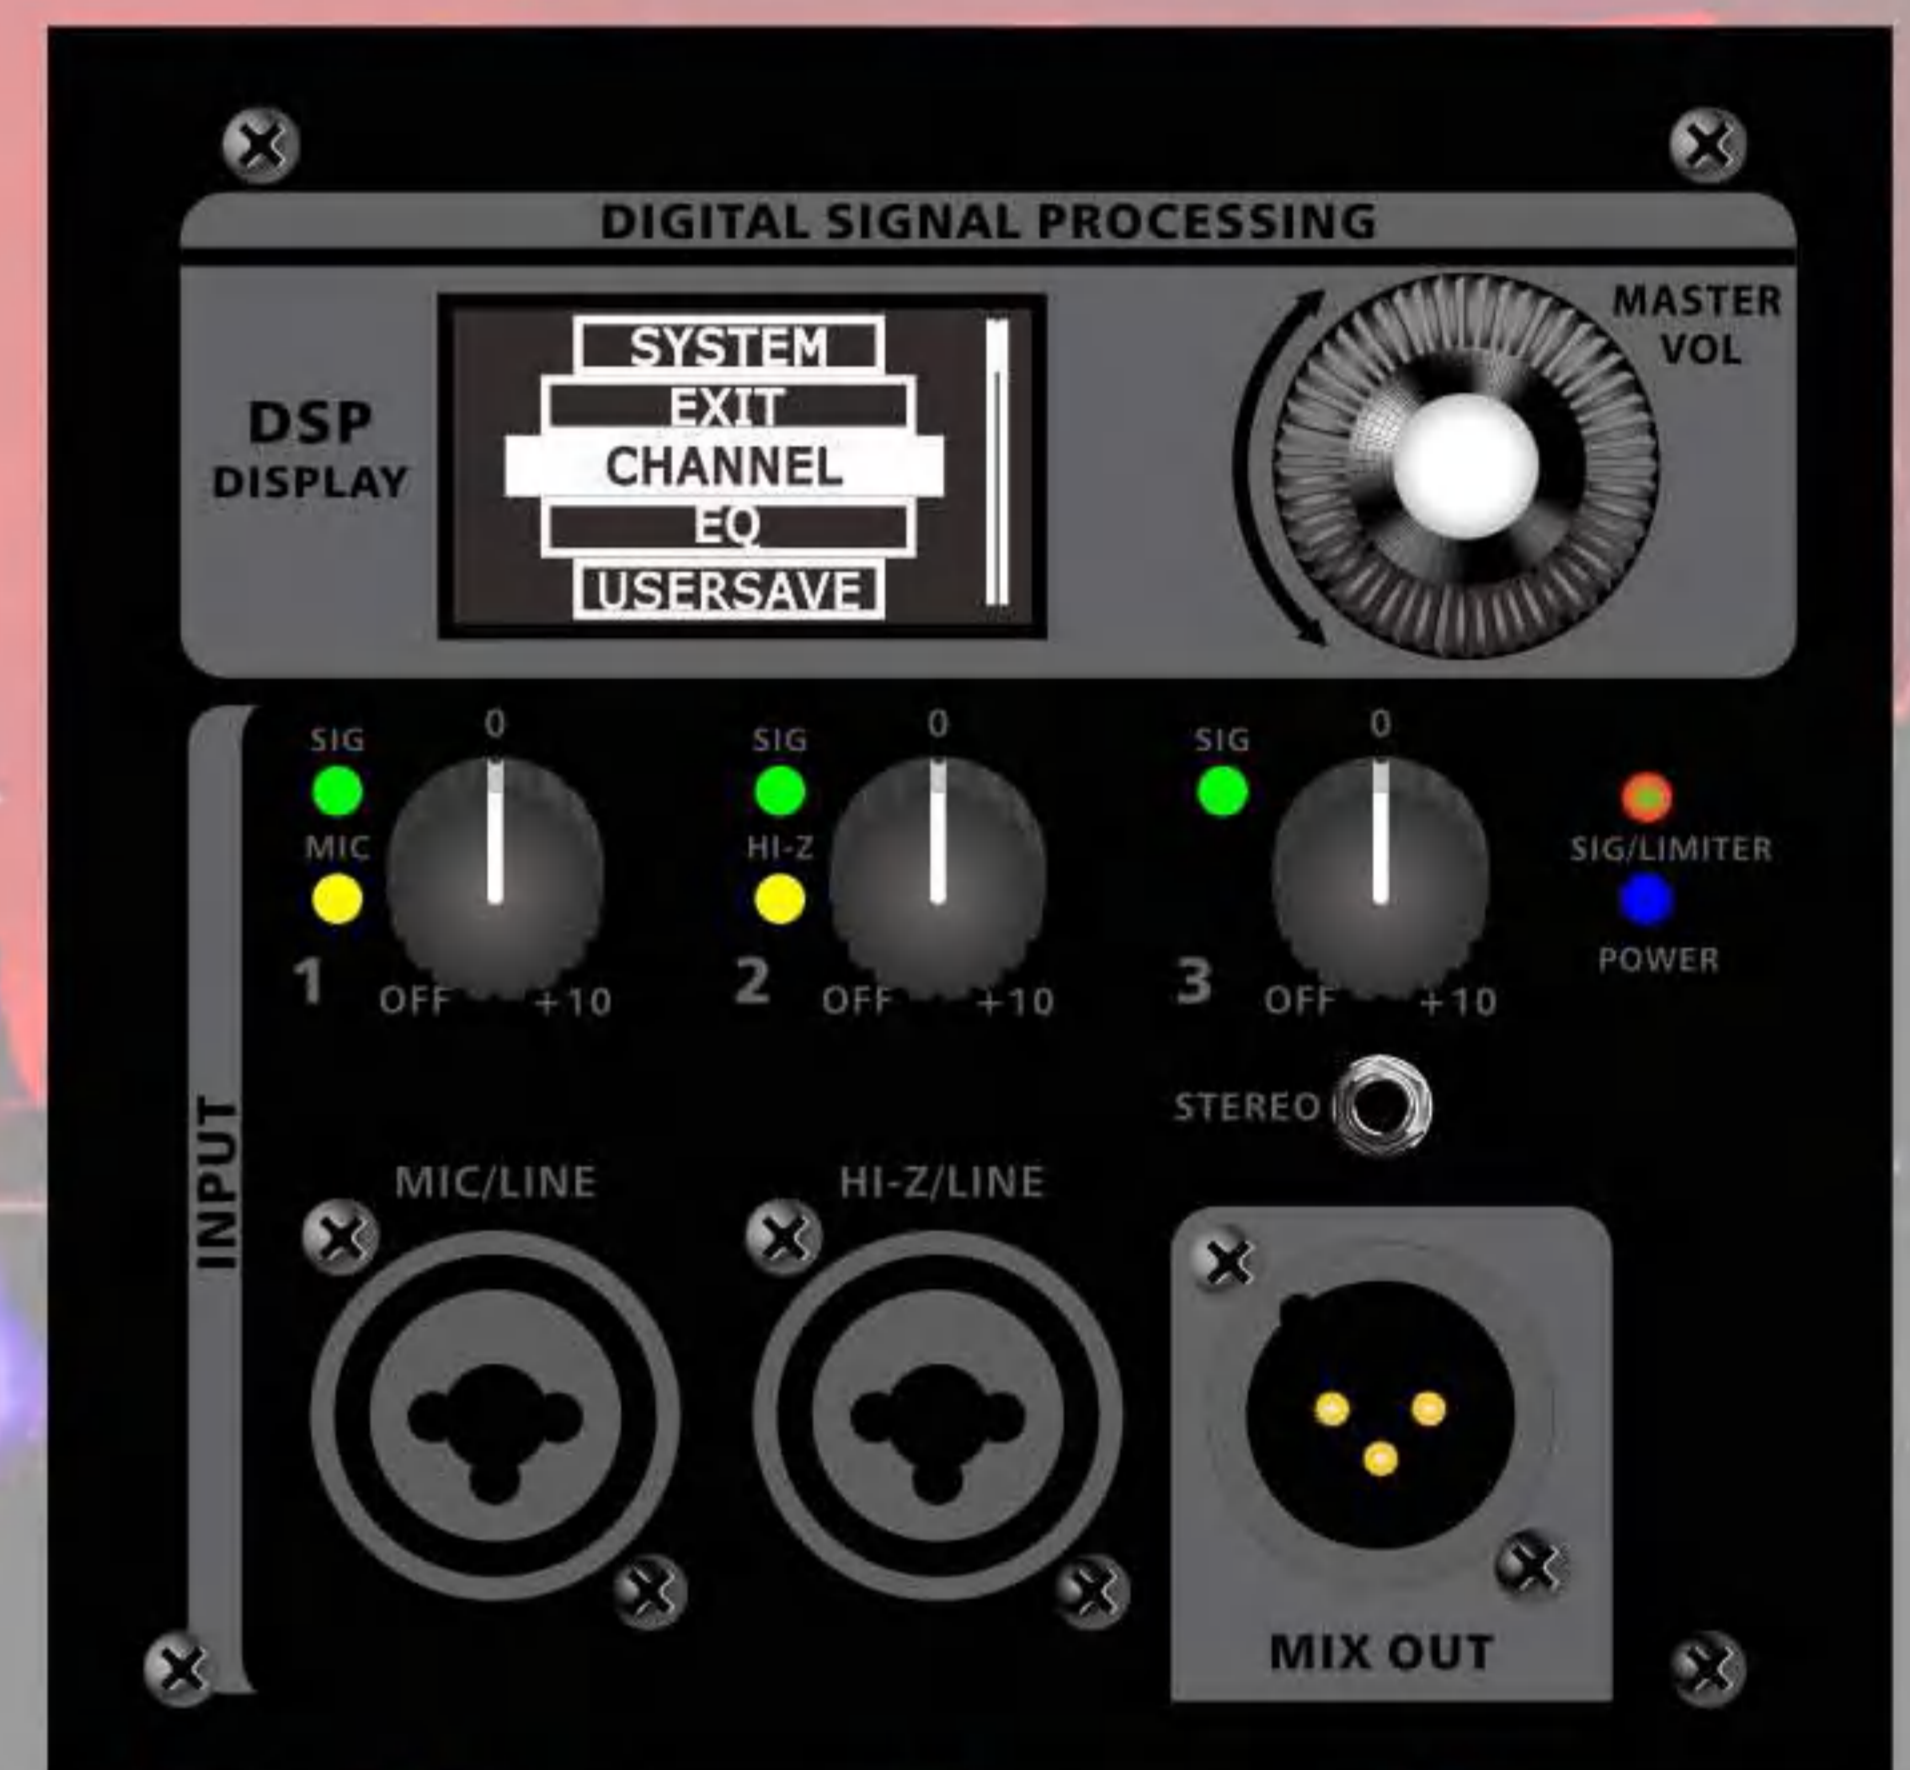 DIGITAL SIGNAL PROCESSING
MASTER
VOL
DSP
DISPLAY
SYSTEM
EXIT
CHANNEL
EQ
USERSAVE
INPUT
SIG
0
MIC
1
OFF
+10
SIG
0
HI-Z
2
OFF
+10
SIG
0
3
OFF
+10
SIG/LIMITER
POWER
STEREO
MIC/LINE
HI-Z/LINE
MIX OUT